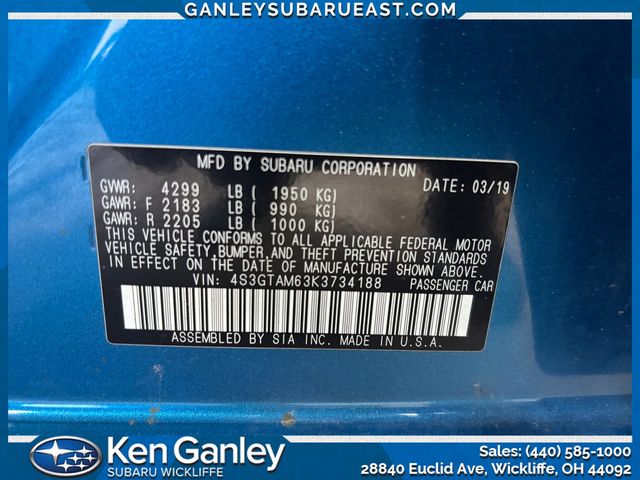 GANLEYSUBARUEAST.COM
MFD BY SUBARU CORPORATION
DATE: 03/19
GVWR: 4299 LB ( 1950 KG)
GAWR: F 2183 LB ( 990 KG)
GAWR: R 2205 LB ( 1000 KG)
THIS VEHICLE CONFORMS TO ALL APPLICABLE FEDERAL MOTOR
VEHICLE SAFETY,BUMPER,AND THEFT PREVENTION STANDARDS
IN EFFECT ON THE DATE OF MANUFACTURE SHOWN ABOVE.
VIN: 4S3GTAM63K3734188 PASSENGER CAR
ASSEMBLED BY SIA INC. MADE IN U.S.A.
Ken Ganley
SUBARU WICKLIFFE
Sales: (440) 585-1000
28840 Euclid Ave, Wickliffe, OH 44092